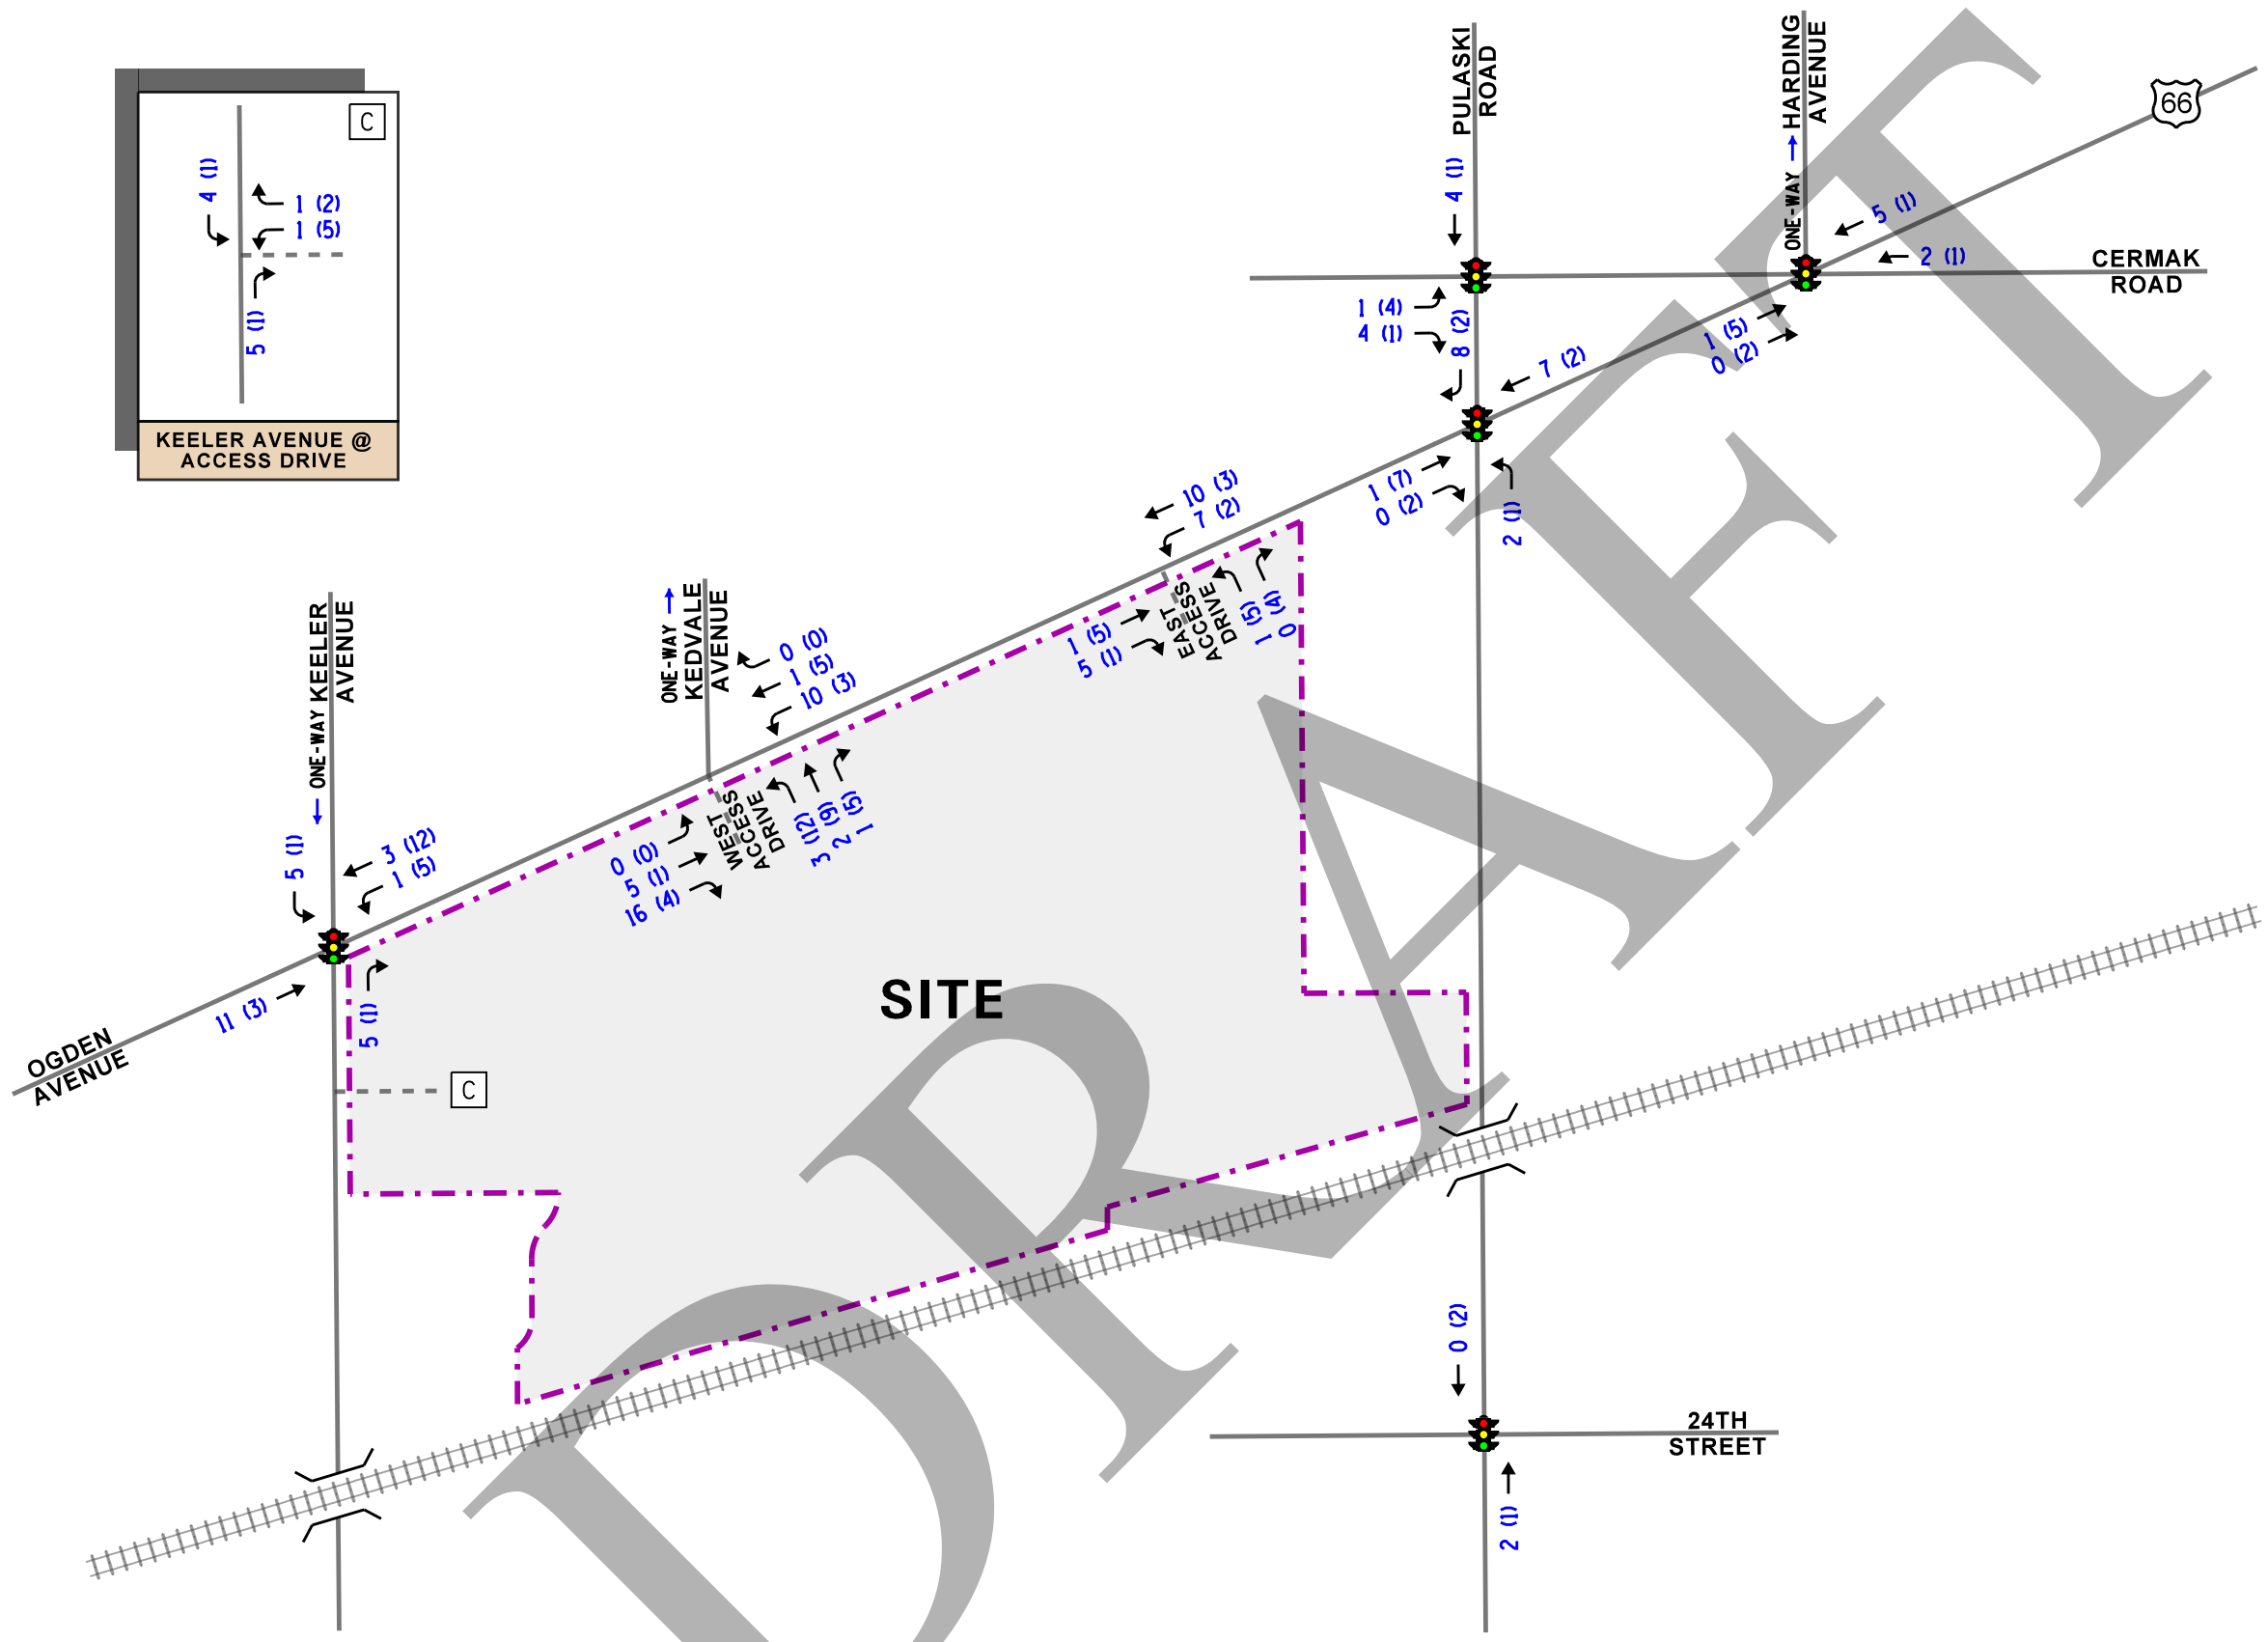 PULASKI
ROAD
ONE-WAY HARDING
AVENUE
66
C
4 (1)
1 (2)
1 (5)
5 (1)
KEELER AVENUE @
ACCESS DRIVE
4 (1)
5 (1)
2 (1)
CERMAK
ROAD
1 (4)
4 (1)
8 (2)
7 (2)
1 (5)
0 (2)
10 (3)
7 (2)
1 (7)
0 (2)
2 (1)
ONE-WAY KEELER
AVENUE
ONE-WAY
KEDVALE
AVENUE
0 (0)
1 (5)
10 (3)
1 (5)
5 (1)
EAST
ACCESS
DRIVE
1 (5)
0 (4)
5 (1)
3 (12)
1 (5)
0 (0)
5 (1)
16 (4)
WEST
ACCESS
DRIVE
3 (12)
2 (9)
1 (5)
11 (3)
5 (1)
OGDEN
AVENUE
C
SITE
0 (2)
24TH
STREET
2 (1)
DRAFT